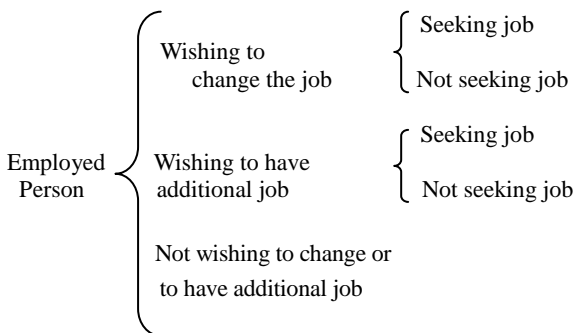 Seeking job
Wishing to
change the job
Not seeking job
Seeking job
Employed
Person
Wishing to have
additional job
Not seeking job
Not wishing to change or
to have additional job